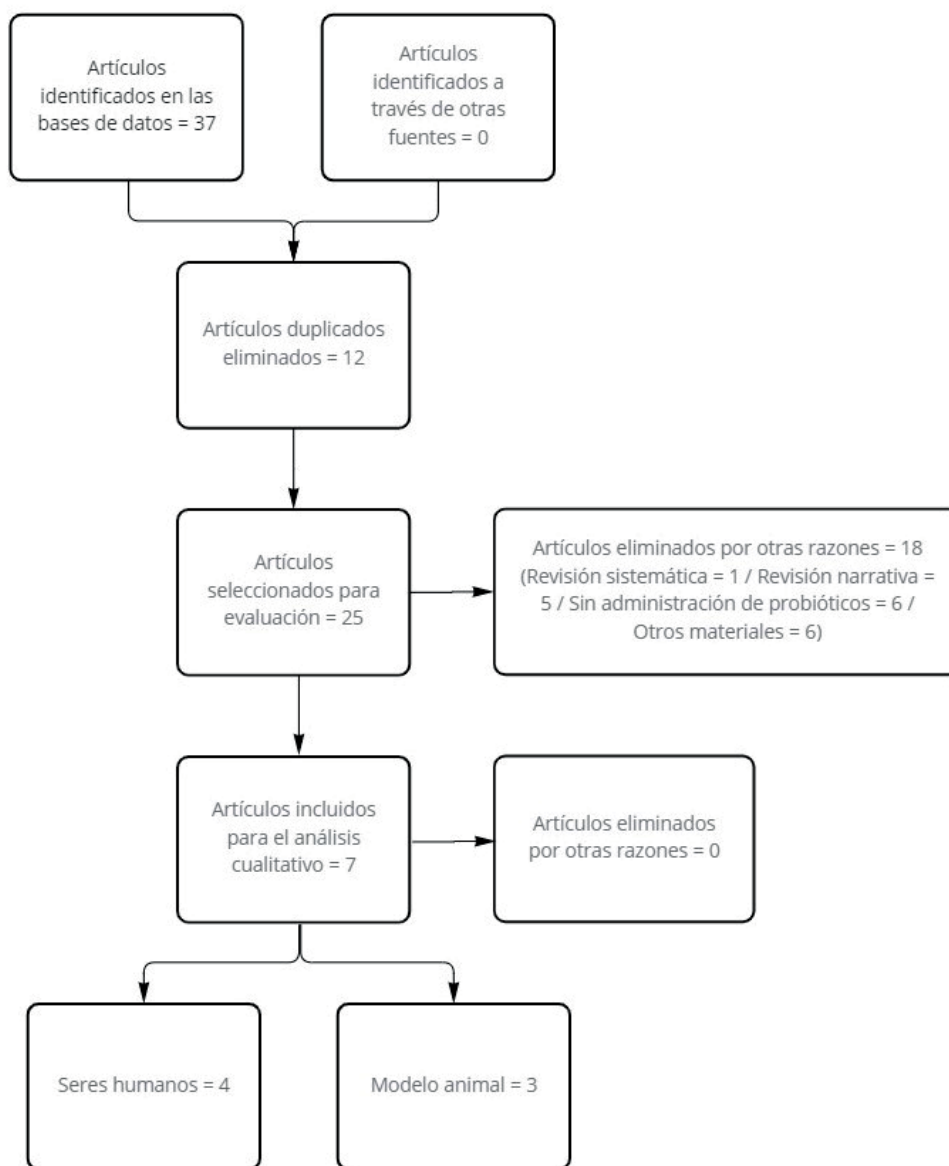 Artículos
identificados en las
bases de datos = 37
Artículos
identificados a
través de otras
fuentes = 0
Artículos duplicados
eliminados = 12
Artículos
seleccionados para
evaluación = 25
Artículos eliminados por otras razones = 18
(Revisión sistemática = 1 / Revisión narrativa =
5 / Sin administración de probióticos = 6 /
Otros materiales = 6)
Artículos incluidos
para el análisis
cualitativo = 7
Artículos eliminados
por otras razones = 0
Seres humanos = 4
Modelo animal = 3